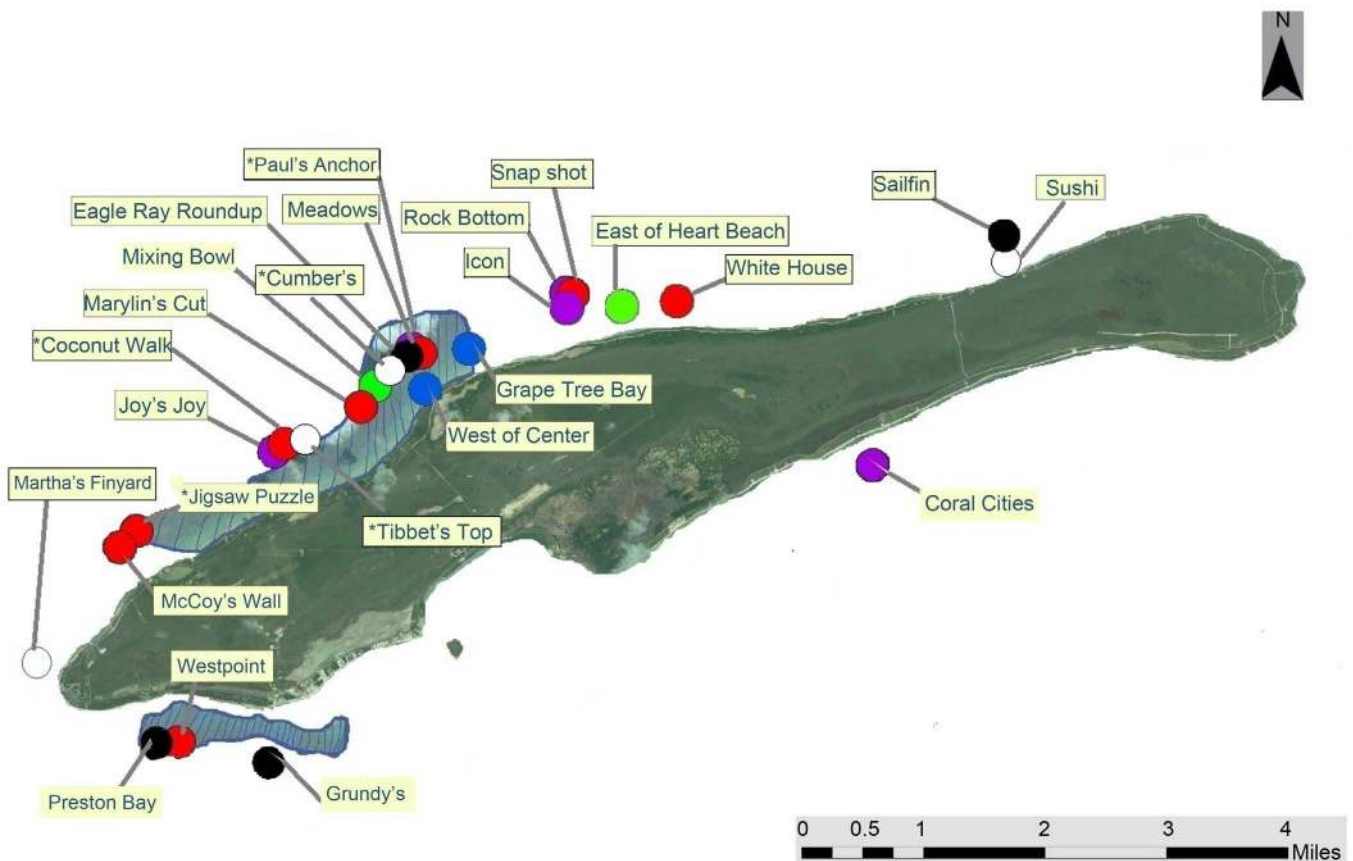 N
*Paul's Anchor
Snap shot
Sailfin
Sushi
Eagle Ray Roundup
Meadows
Rock Bottom
East of Heart Beach
Mixing Bowl
*Cumber's
Icon
White House
Marylin's Cut
*Coconut Walk
Grape Tree Bay
Joy's Joy
West of Center
Martha's Finyard
*Jigsaw Puzzle
Coral Cities
*Tibbet's Top
McCoy's Wall
Westpoint
Preston Bay
Grundy's
0 0.5 1 2 3 4
Miles